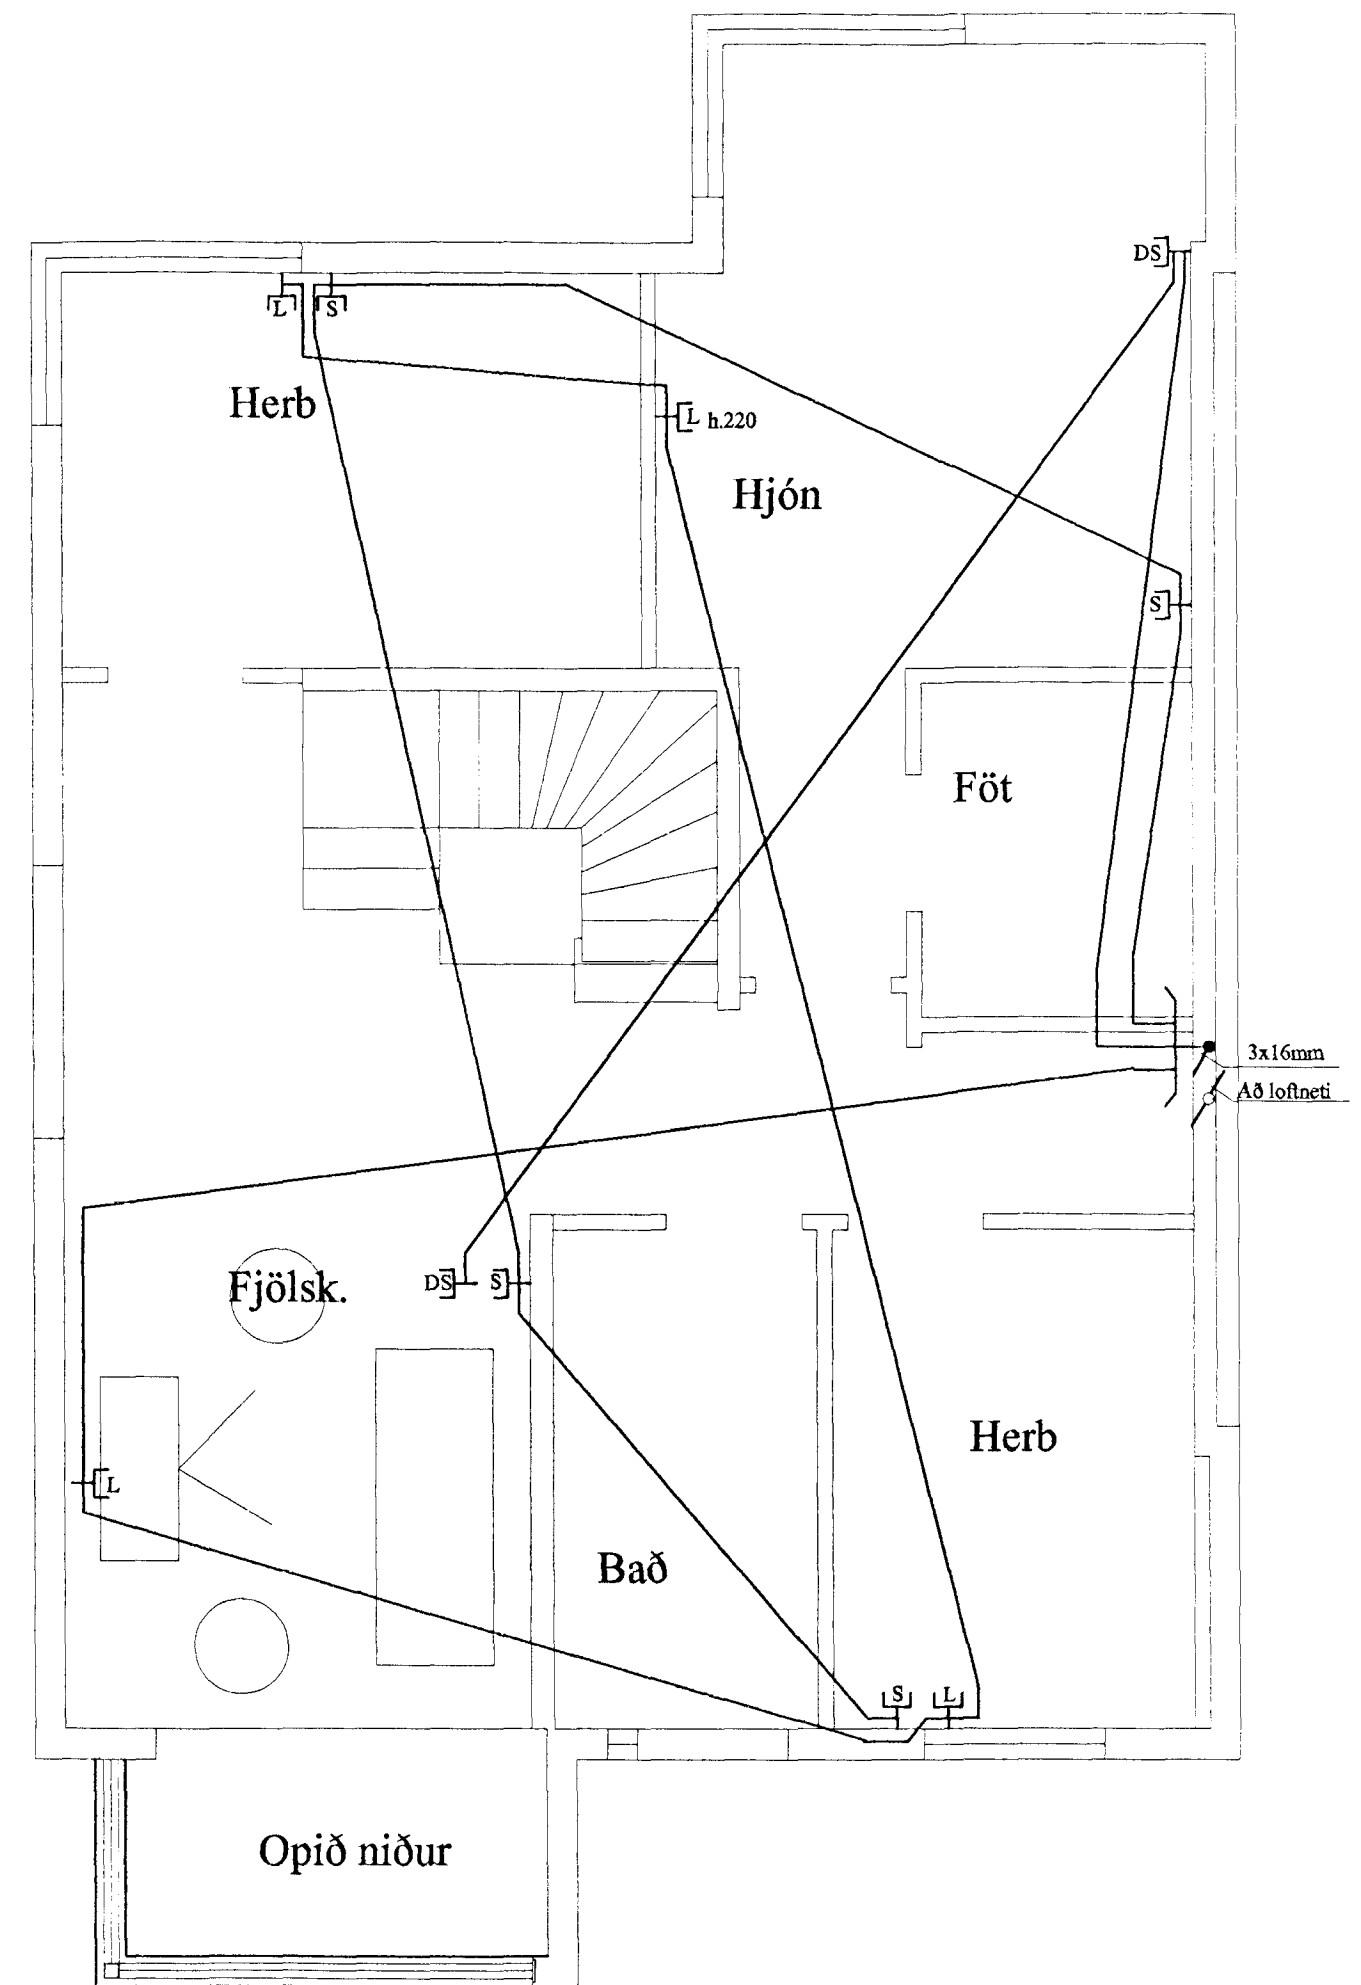 DS
L
S
Herb
L h.220
Hjón
S
Föt
3x16mm
Að loftneti
Fjölsk.
DS
S
Herb
L
Bað
S
L
Opið niður